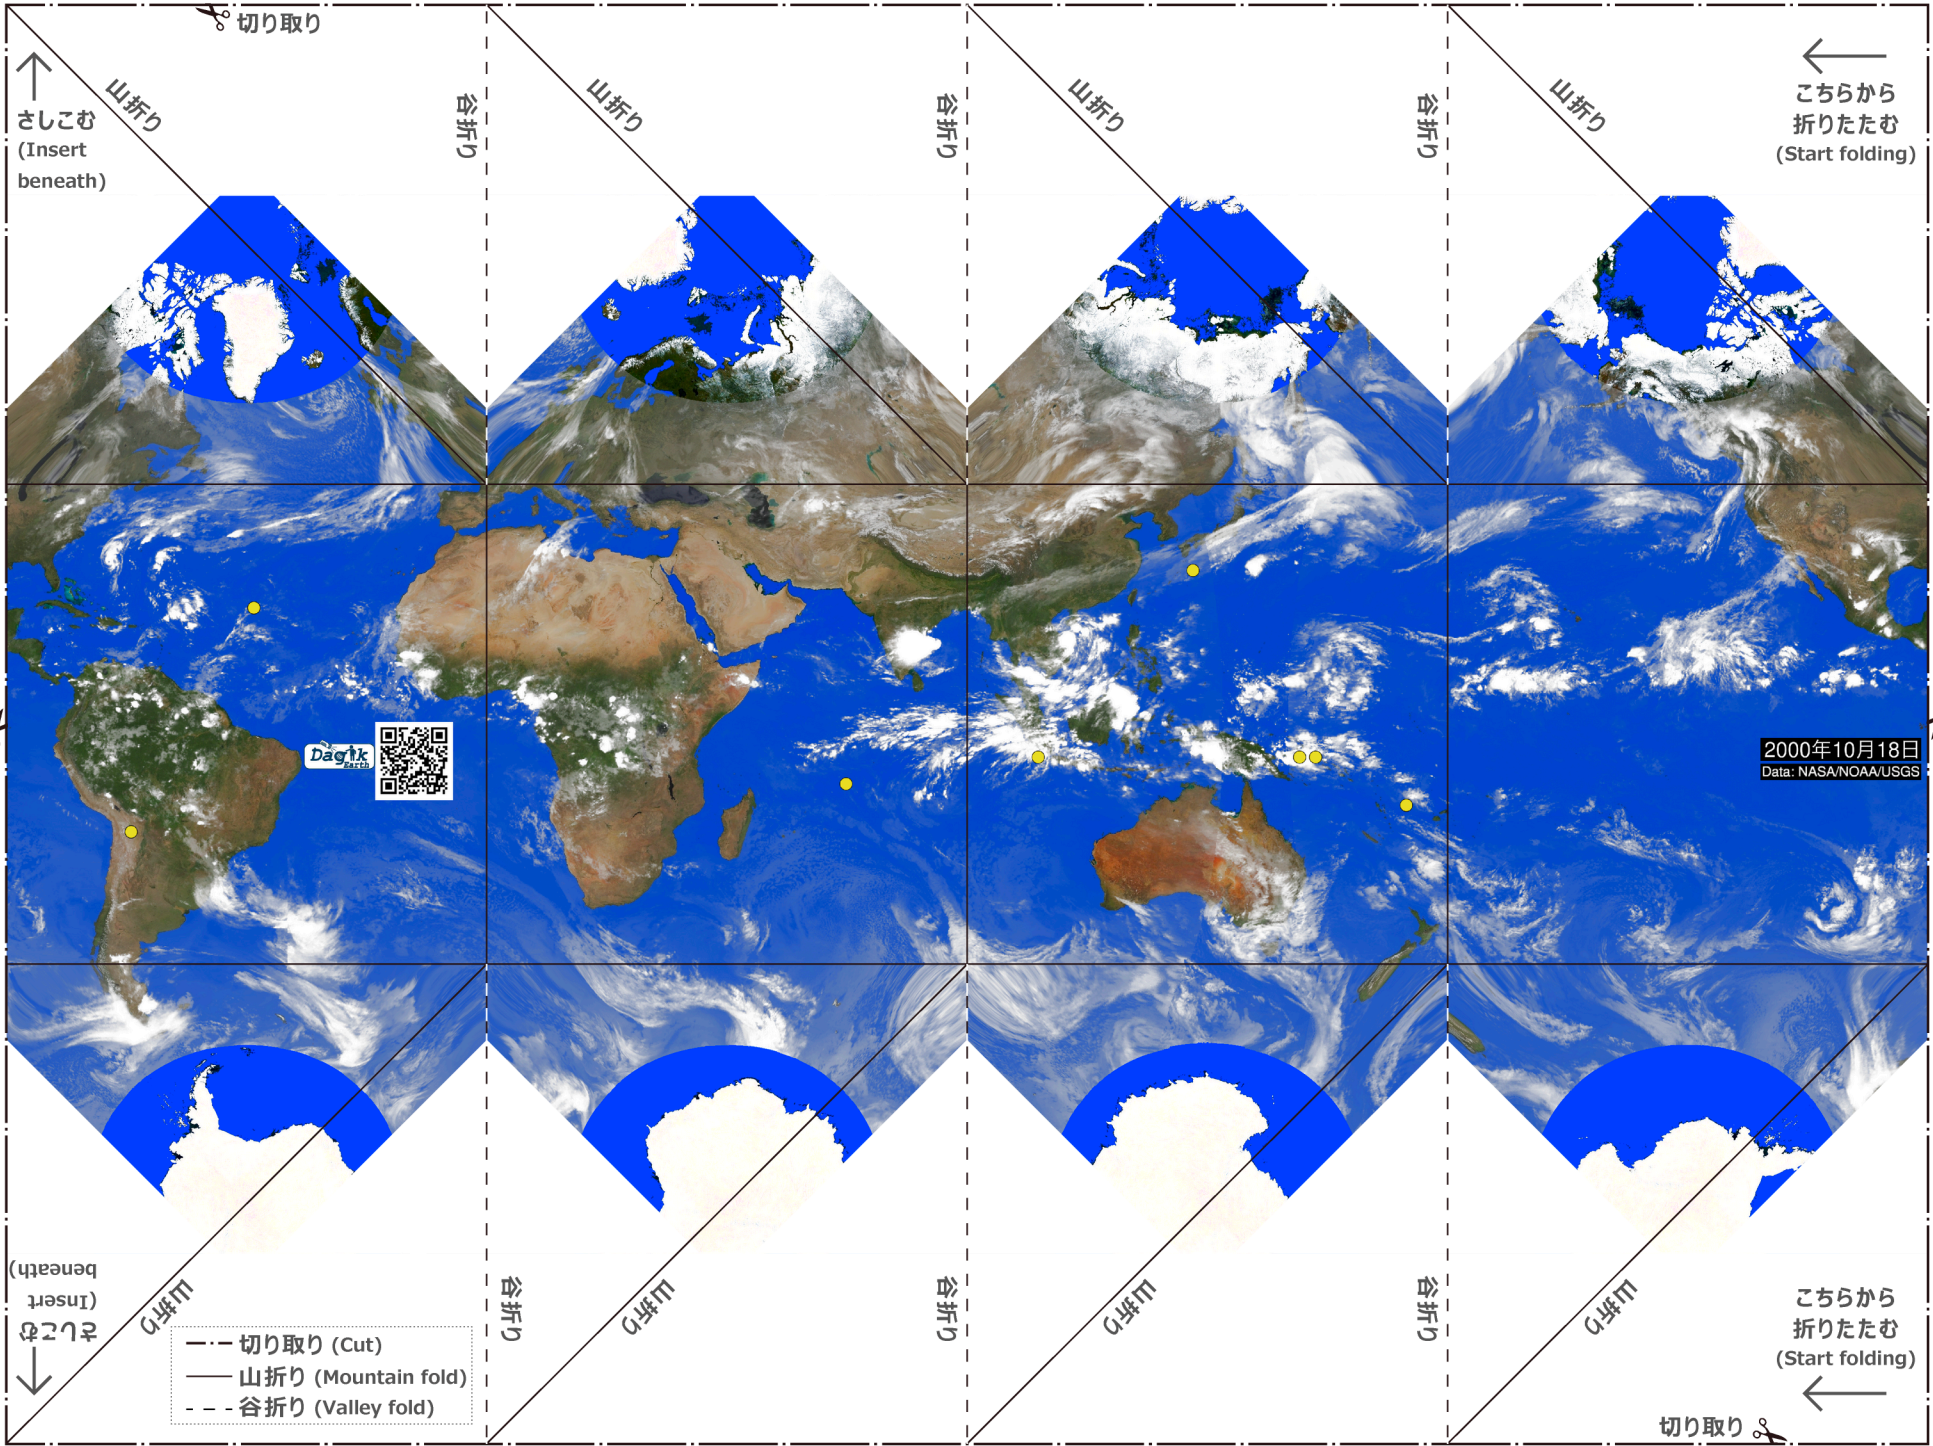 切り取り
山折り
谷折り
山折り
谷折り
山折り
谷折り
山折り
さしこむ
(Insert
beneath)
こちらから
折りたたむ
(Start folding)
Dagik
Earth
2000年10月18日
Data: NASA/NOAA/USGS
さしこむ
(Insert
beneath)
山折り
谷折り
山折り
谷折り
山折り
谷折り
山折り
切り取り (Cut)
山折り (Mountain fold)
谷折り (Valley fold)
こちらから
折りたたむ
(Start folding)
切り取り